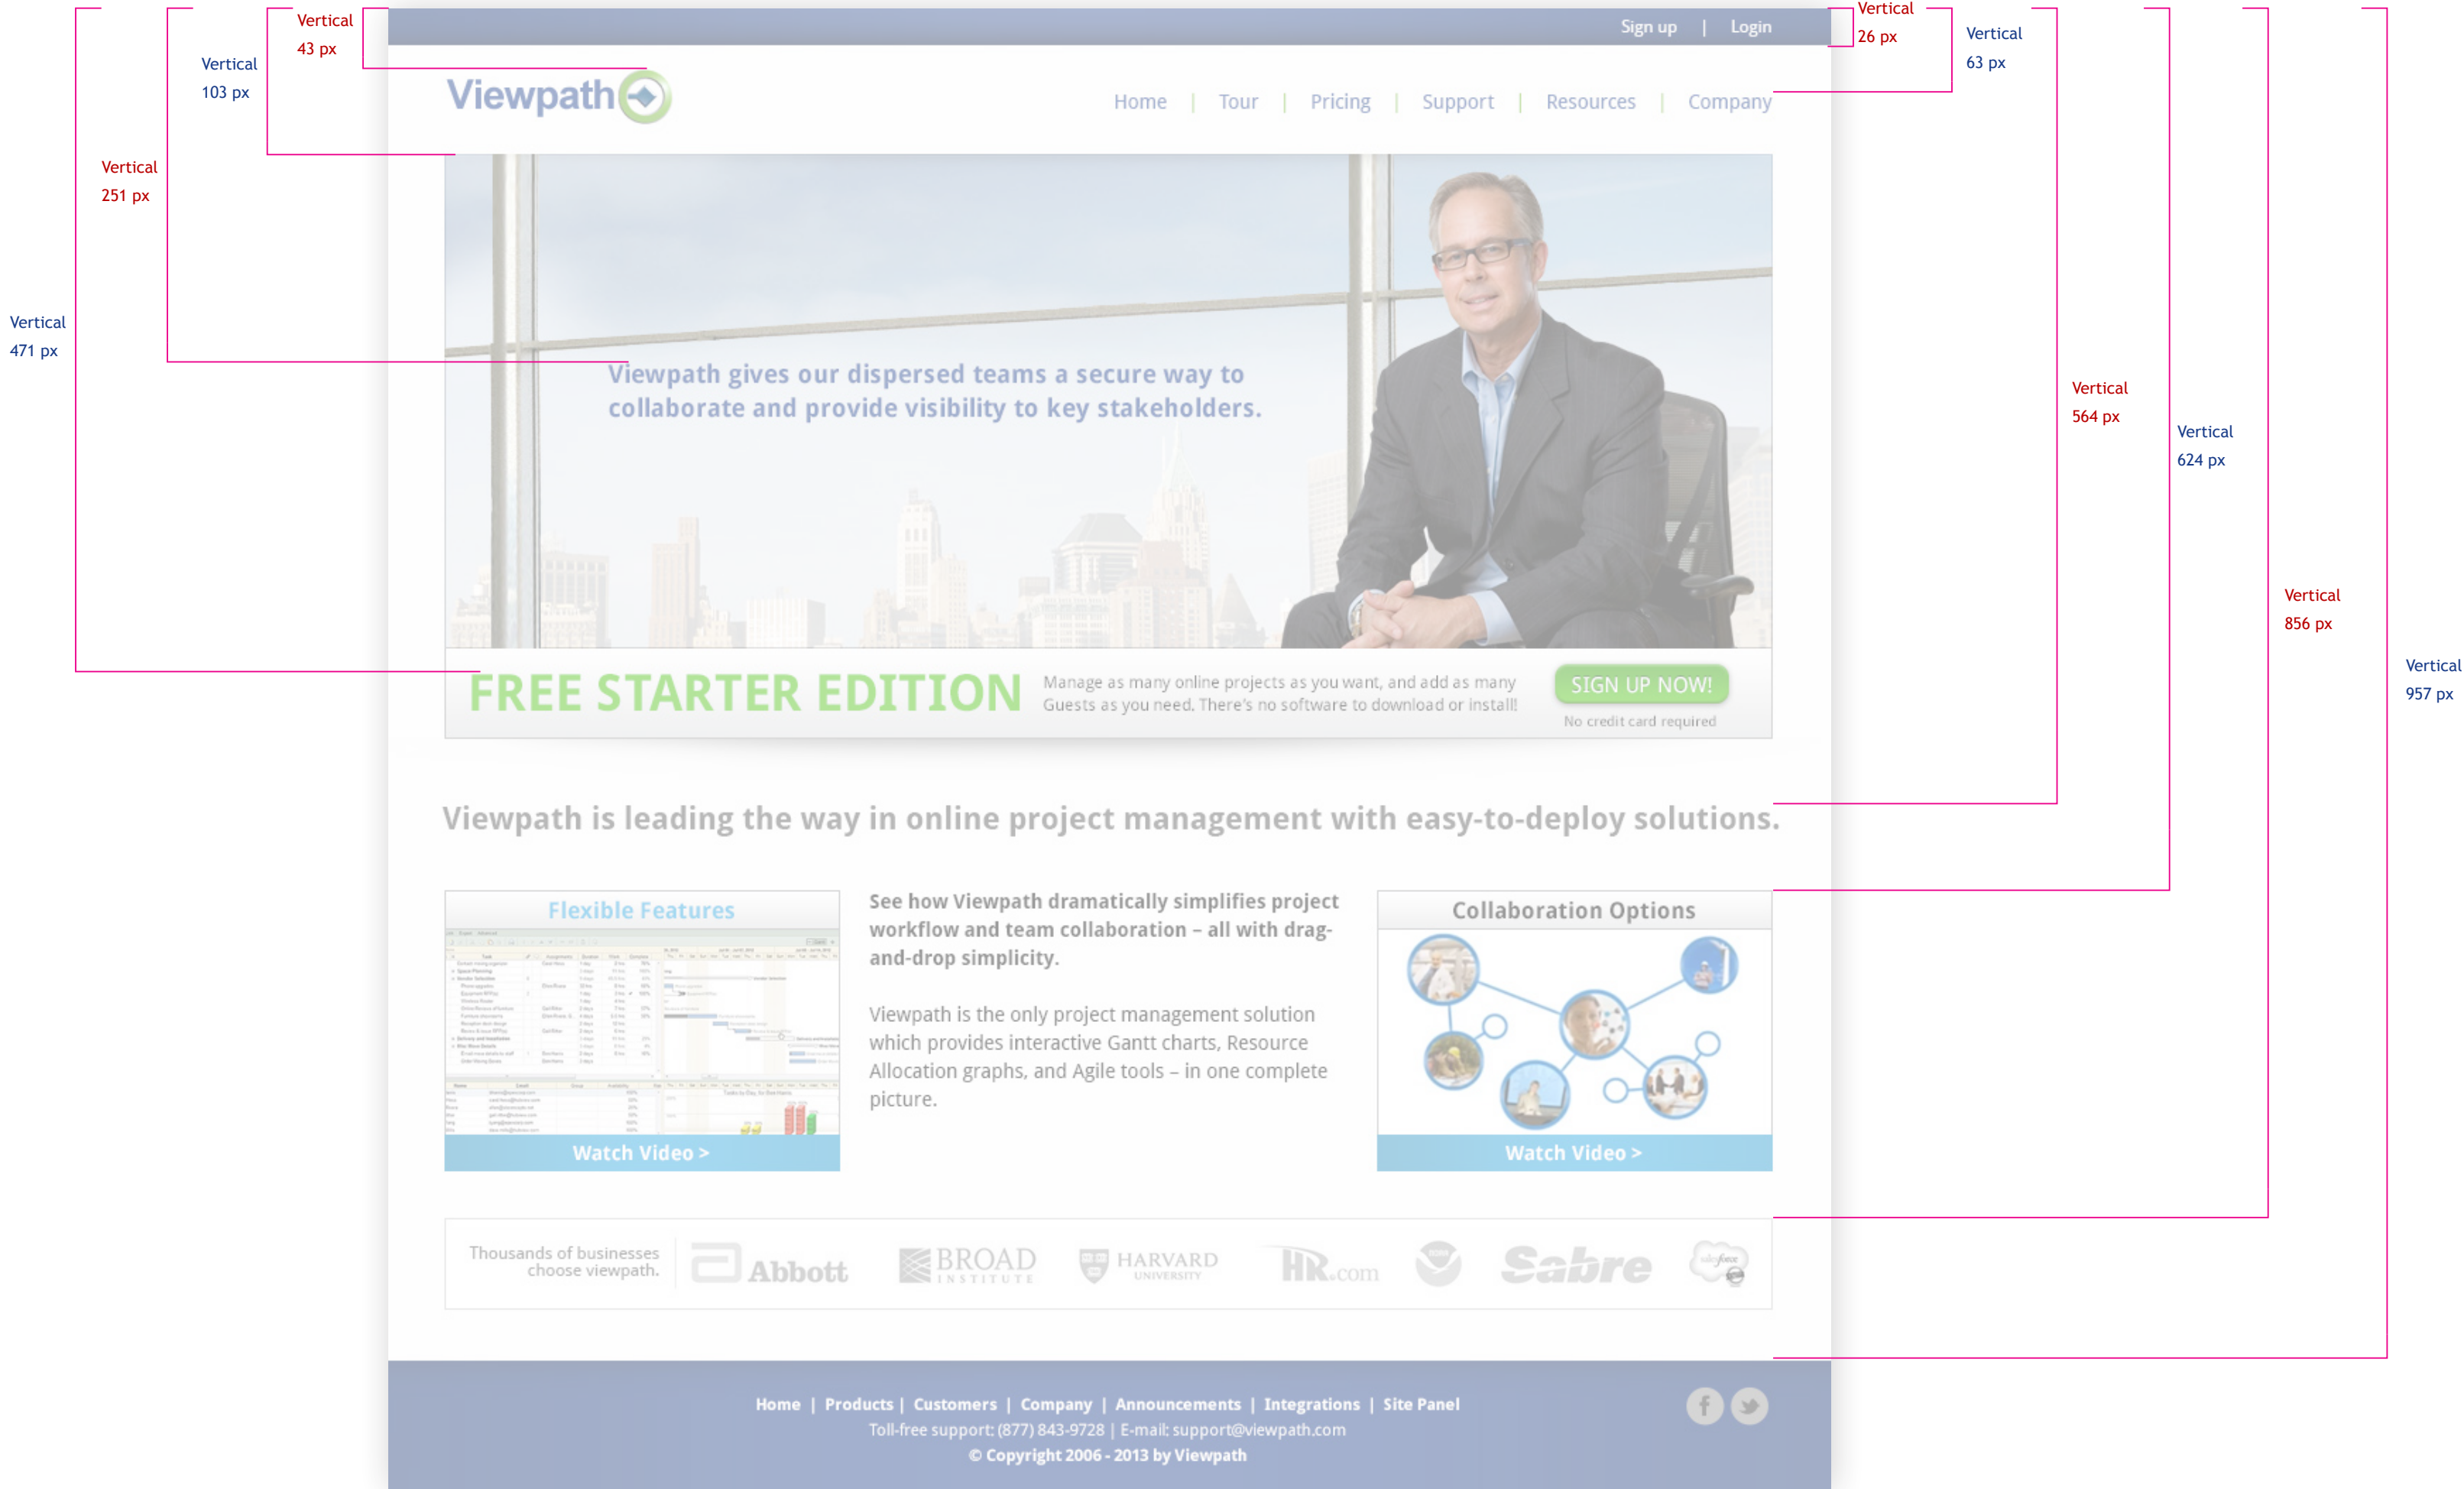 Vertical
26 px
Vertical
43 px
Sign up | Login
Vertical
63 px
Vertical
103 px
Viewpath
Home | Tour | Pricing | Support | Resources | Company
Vertical
251 px
Vertical
471 px
Viewpath gives our dispersed teams a secure way to
collaborate and provide visibility to key stakeholders.
Vertical
564 px
Vertical
624 px
Vertical
856 px
Vertical
957 px
FREE STARTER EDITION
Manage as many online projects as you want, and add as many
Guests as you need. There's no software to download or install!
SIGN UP NOW!
No credit card required
Viewpath is leading the way in online project management with easy-to-deploy solutions.
Flexible Features
Watch Video >
See how Viewpath dramatically simplifies project
workflow and team collaboration – all with drag-
and-drop simplicity.
Viewpath is the only project management solution
which provides interactive Gantt charts, Resource
Allocation graphs, and Agile tools – in one complete
picture.
Collaboration Options
Watch Video >
Thousands of businesses
choose viewpath.
Abbott
BROAD
INSTITUTE
HARVARD
UNIVERSITY
HR.com
Sabre
salesforce
Home | Products | Customers | Company | Announcements | Integrations | Site Panel
Toll-free support: (877) 843-9728 | E-mail: support@viewpath.com
© Copyright 2006 - 2013 by Viewpath